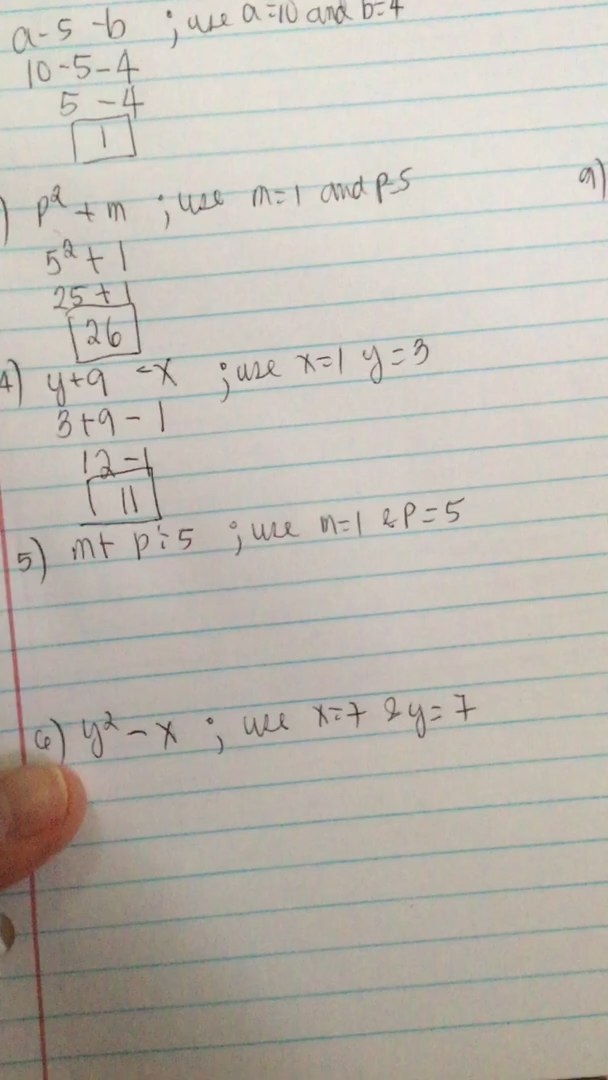 a-5-b ; use a=10 and b=4
10-5-4
5-4
1
) p²+m ; use m=1 and p=5
9)
5²+1
25+1
26
4) y+9-x ; use x=1 y=3
3+9-1
12-1
11
5) m+ p÷5 ; use m=1 & p=5
6) y²-x ; use x=7 & y=7